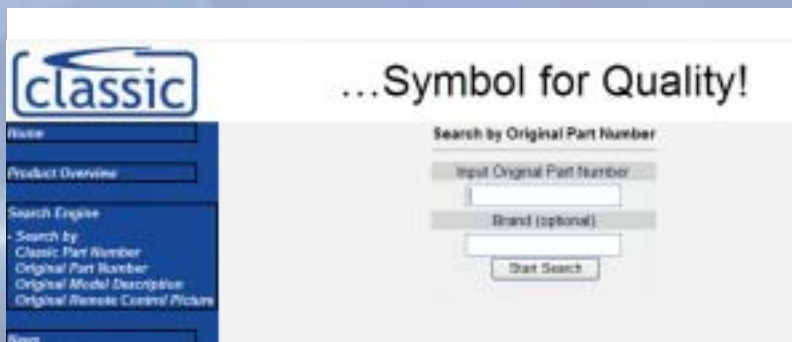 classic
...Symbol for Quality!
Home
Product Overview
Search Engine
- Search by
Classic Part Number
Original Part Number
Original Model Description
Original Remote Control Picture
News
Search by Original Part Number
Input Original Part Number
Brand (optional)
Start Search